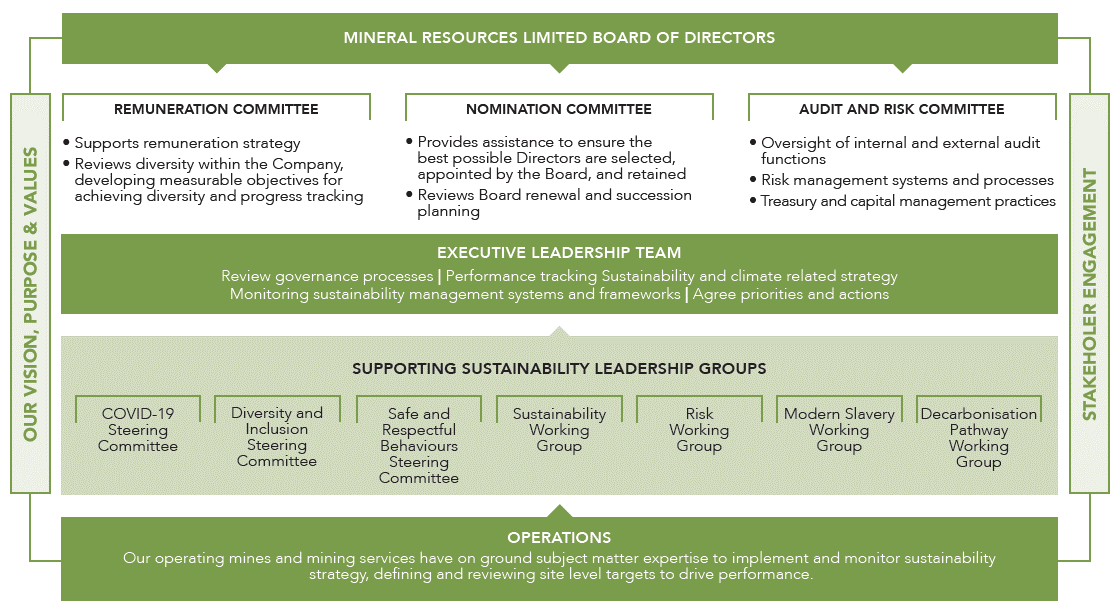 MINERAL RESOURCES LIMITED BOARD OF DIRECTORS
OUR VISION, PURPOSE & VALUES
REMUNERATION COMMITTEE
• Supports remuneration strategy
• Reviews diversity within the Company,
developing measurable objectives for
achieving diversity and progress tracking
NOMINATION COMMITTEE
• Provides assistance to ensure the
best possible Directors are selected,
appointed by the Board, and retained
• Reviews Board renewal and succession
planning
AUDIT AND RISK COMMITTEE
• Oversight of internal and external audit
functions
• Risk management systems and processes
• Treasury and capital management practices
STAKEHOLER ENGAGEMENT
EXECUTIVE LEADERSHIP TEAM
Review governance processes | Performance tracking Sustainability and climate related strategy
Monitoring sustainability management systems and frameworks | Agree priorities and actions
SUPPORTING SUSTAINABILITY LEADERSHIP GROUPS
COVID-19
Steering
Committee
Diversity and
Inclusion
Steering
Committee
Safe and
Respectful
Behaviours
Steering
Committee
Sustainability
Working
Group
Risk
Working
Group
Modern Slavery
Working
Group
Decarbonisation
Pathway
Working
Group
OPERATIONS
Our operating mines and mining services have on ground subject matter expertise to implement and monitor sustainability
strategy, defining and reviewing site level targets to drive performance.